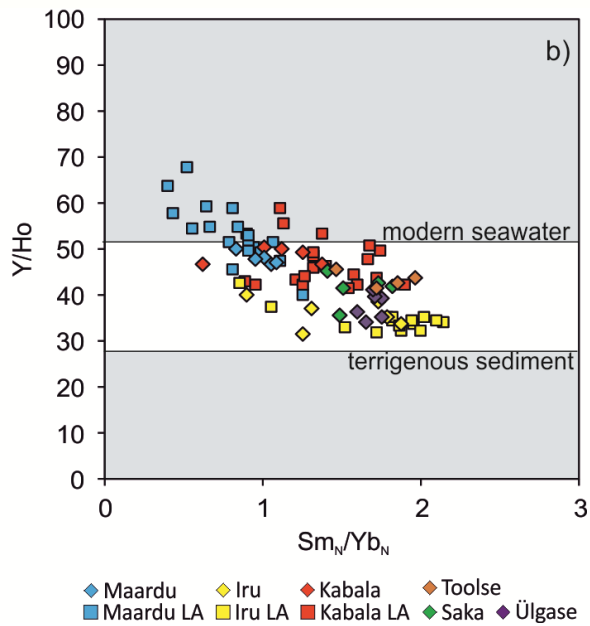 100
b)
90
80
70
60
modern seawater
50
Y/Ho
40
30
terrigenous sediment
20
10
0
0 1 2 3
SmN/YbN
Maardu Iru Kabala Toolse
Maardu LA Iru LA Kabala LA Saka Ülgase